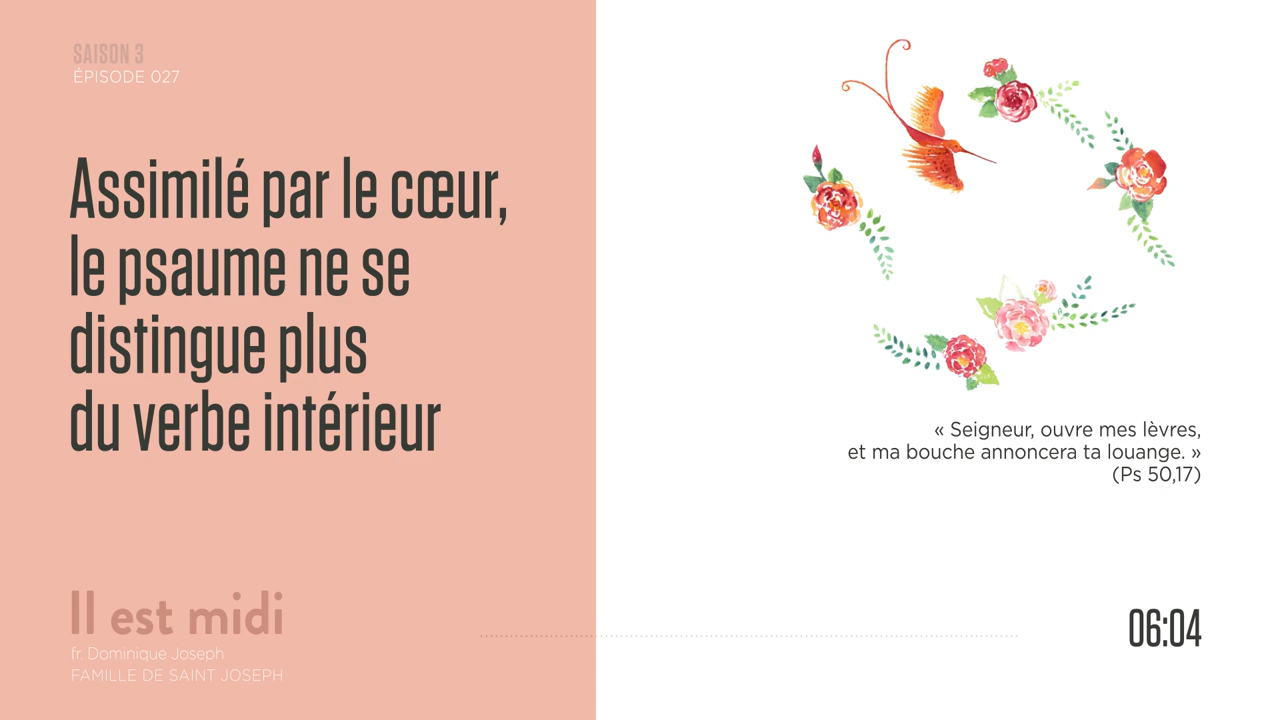 SAISON 3
ÉPISODE 027
Assimilé par le cœur,
le psaume ne se
distingue plus
du verbe intérieur
« Seigneur, ouvre mes lèvres,
et ma bouche annoncera ta louange. »
(Ps 50,17)
Il est midi
fr. Dominique Joseph
FAMILLE DE SAINT JOSEPH
06:04